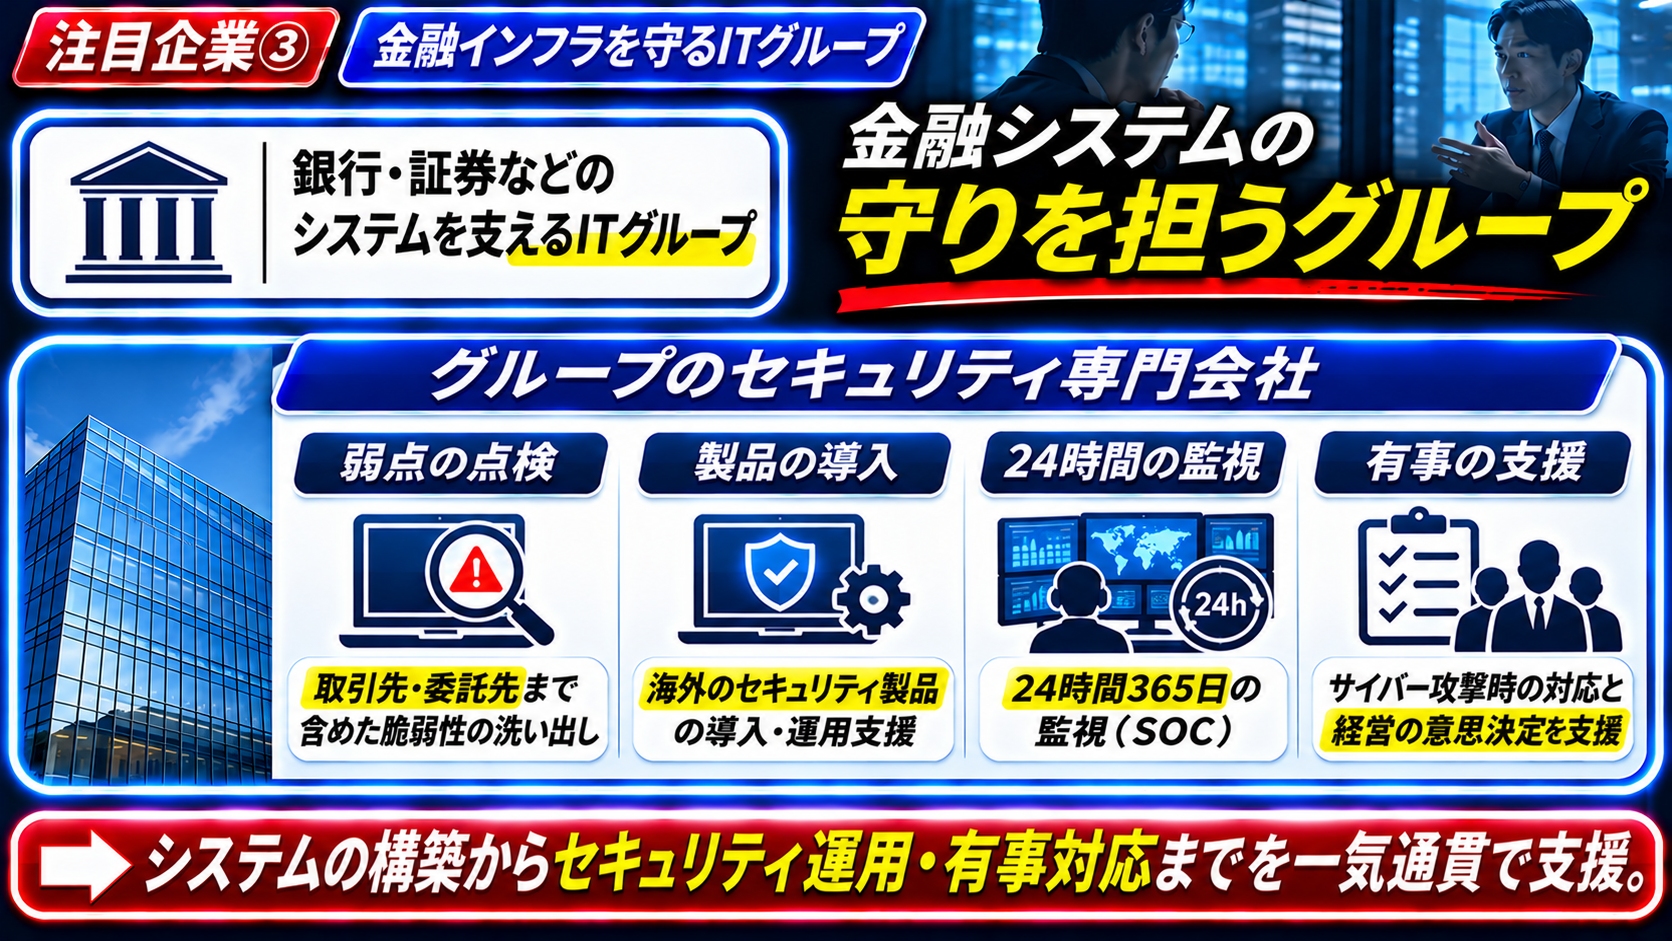 注目企業③
金融インフラを守るITグループ
銀行・証券などの
システムを支えるITグループ
金融システムの
守りを担うグループ
グループのセキュリティ専門会社
弱点の点検
取引先・委託先まで
含めた脆弱性の洗い出し
製品の導入
海外のセキュリティ製品
の導入・運用支援
24時間の監視
24h
24時間365日の
監視(SOC)
有事の支援
サイバー攻撃時の対応と
経営の意思決定を支援
システムの構築からセキュリティ運用・有事対応までを一気通貫で支援。